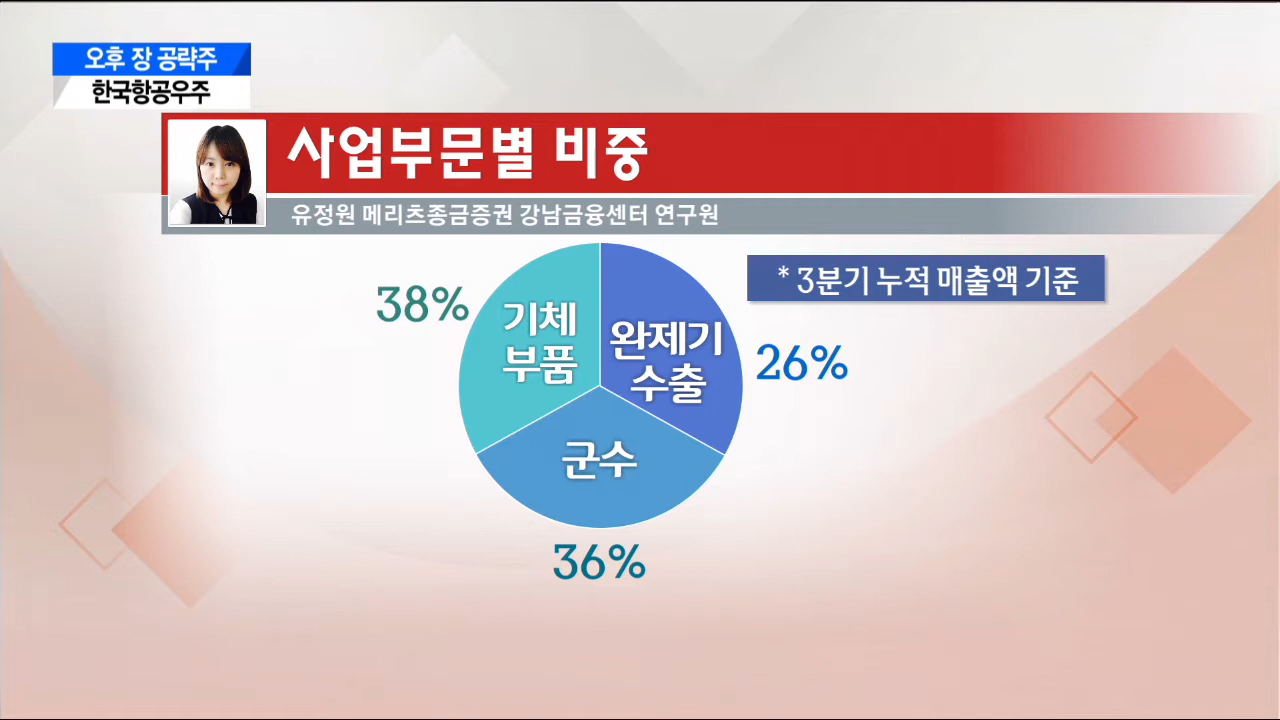 오후 장 공략주
한국항공우주
사업부문별 비중
유정원 메리츠종금증권 강남금융센터 연구원
* 3분기 누적 매출액 기준
38%
기체
부품
완제기
수출
26%
군수
36%